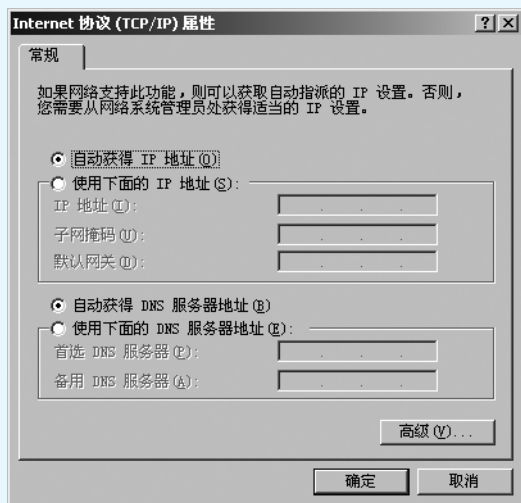 Internet 协议 (TCP/IP) 属性
常规
如果网络支持此功能，则可以获取自动指派的 IP 设置。否则，
您需要从网络系统管理员处获得适当的 IP 设置。
自动获得 IP 地址(O)
使用下面的 IP 地址(S):
IP 地址(I):
子网掩码(U):
默认网关(D):
自动获得 DNS 服务器地址(B)
使用下面的 DNS 服务器地址(E):
首选 DNS 服务器(P):
备用 DNS 服务器(A):
高级(V)...
确定 取消